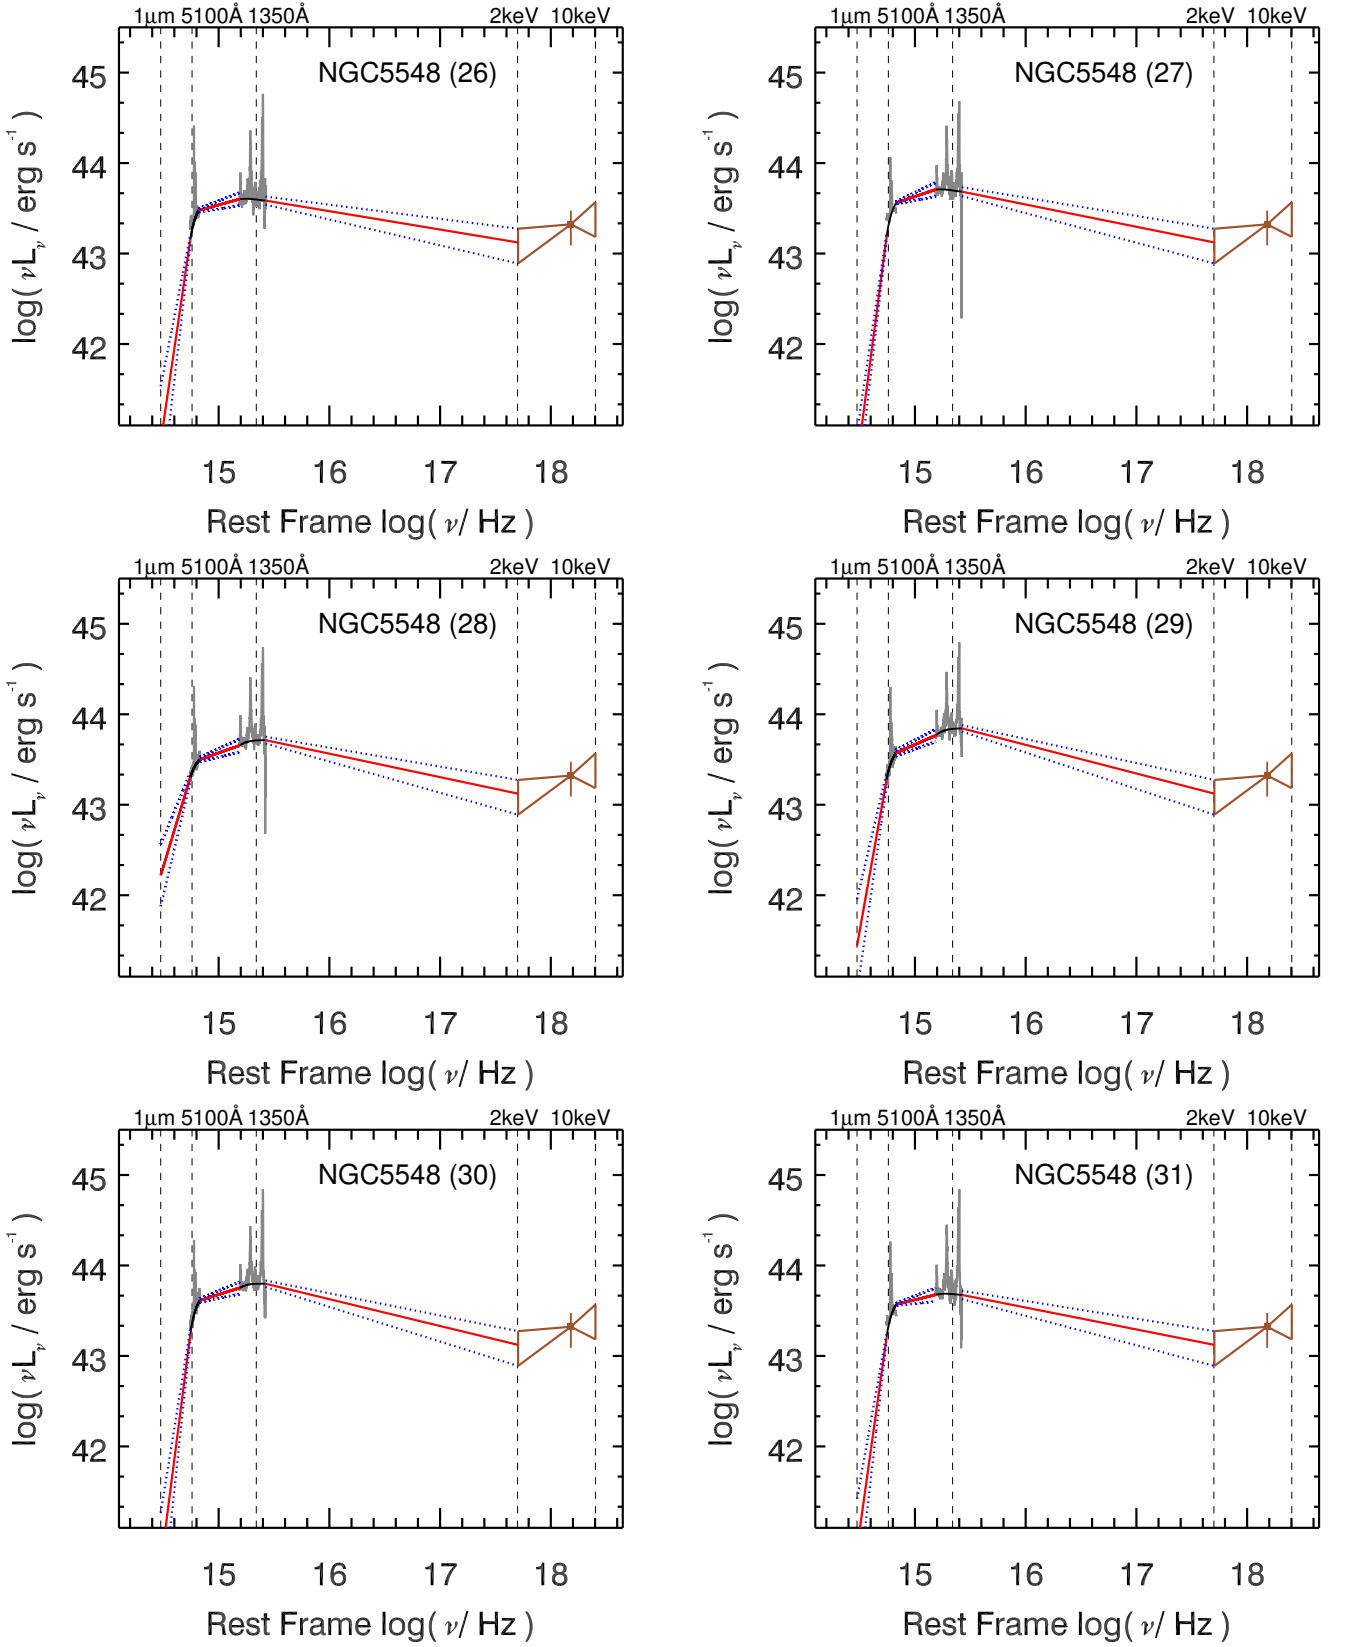 1μm 5100Å 1350Å 2keV 10keV
NGC5548 (26)
45
44
43
42
log( νLν / erg s-1 )
15 16 17 18
Rest Frame log( ν/ Hz )
1μm 5100Å 1350Å 2keV 10keV
NGC5548 (27)
45
44
43
42
log( νLν / erg s-1 )
15 16 17 18
Rest Frame log( ν/ Hz )
1μm 5100Å 1350Å 2keV 10keV
NGC5548 (28)
45
44
43
42
log( νLν / erg s-1 )
15 16 17 18
Rest Frame log( ν/ Hz )
1μm 5100Å 1350Å 2keV 10keV
NGC5548 (29)
45
44
43
42
log( νLν / erg s-1 )
15 16 17 18
Rest Frame log( ν/ Hz )
1μm 5100Å 1350Å 2keV 10keV
NGC5548 (30)
45
44
43
42
log( νLν / erg s-1 )
15 16 17 18
Rest Frame log( ν/ Hz )
1μm 5100Å 1350Å 2keV 10keV
NGC5548 (31)
45
44
43
42
log( νLν / erg s-1 )
15 16 17 18
Rest Frame log( ν/ Hz )